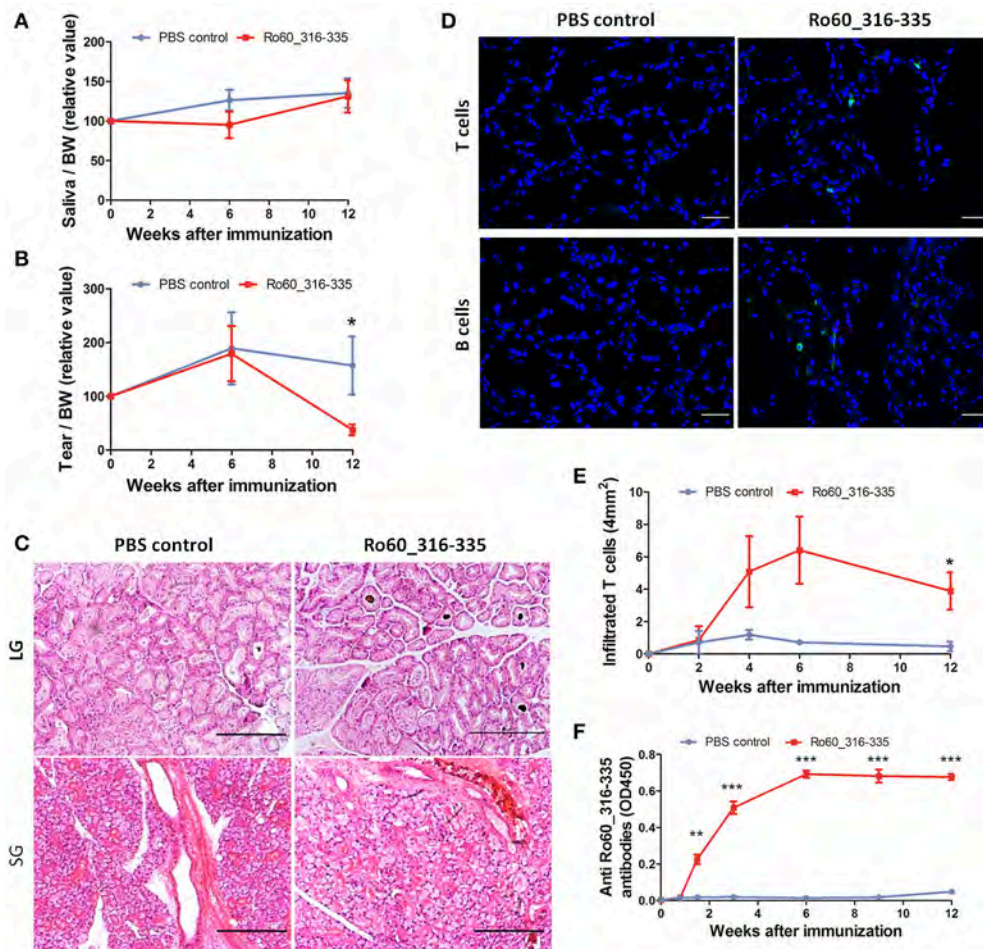 A
PBS control Ro60_316-335
Saliva / BW (relative value)
200
150
100
50
0
0 2 4 6 8 10 12
Weeks after immunization
B
PBS control Ro60_316-335
Tear / BW (relative value)
300
200
100
0
*
0 2 4 6 8 10 12
Weeks after immunization
C
PBS control Ro60_316-335
LG
SG
D
PBS control Ro60_316-335
T cells
B cells
E
PBS control Ro60_316-335
Infiltrated T cells (4mm²)
10
8
6
4
2
0
*
0 2 4 6 8 10 12
Weeks after immunization
F
PBS control Ro60_316-335
Anti Ro60_316-335
antibodies (OD450)
0.8
0.6
0.4
0.2
0.0
** *** *** *** ***
0 2 4 6 8 10 12
Weeks after immunization